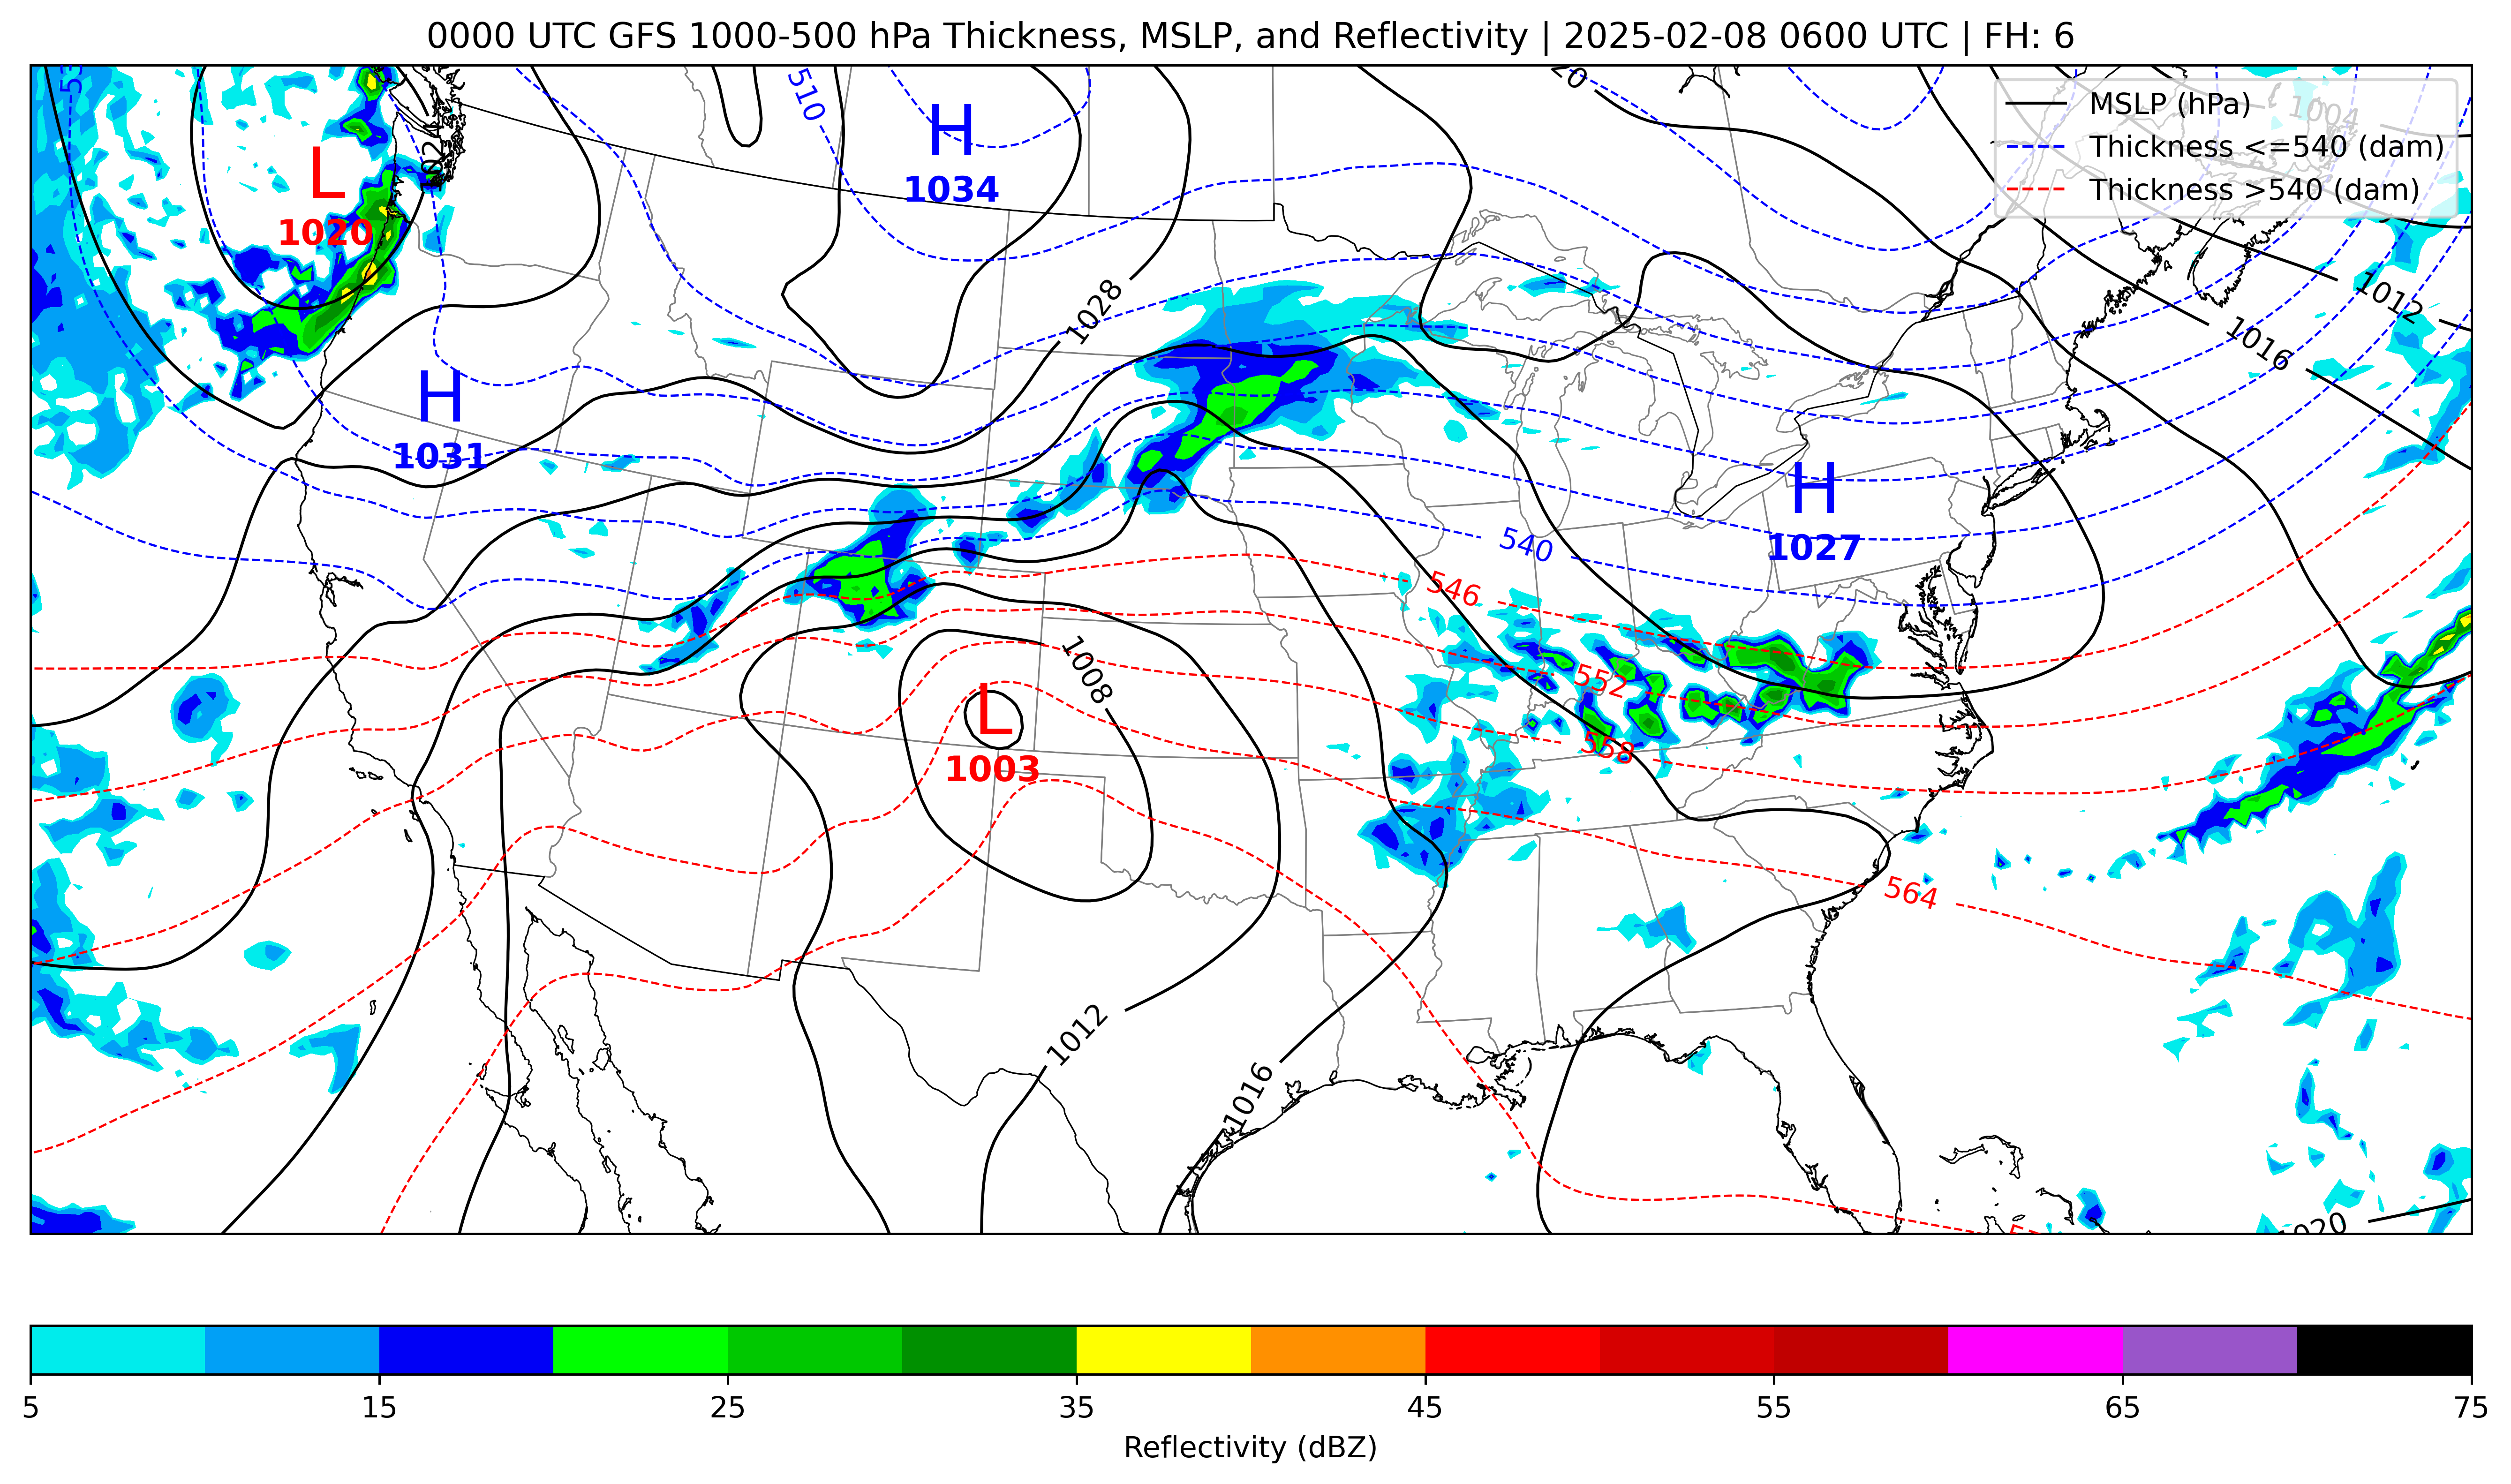 0000 UTC GFS 1000-500 hPa Thickness, MSLP, and Reflectivity | 2025-02-08 0600 UTC | FH: 6
MSLP (hPa)
Thickness <=540 (dam)
Thickness >540 (dam)
510
20
1004
H
1034
1024
L
1020
1028
1012
1016
H
1031
H
1027
540
546
552
558
1008
L
1003
564
1012
1016
1020
5
15
25
35
45
55
65
75
Reflectivity (dBZ)